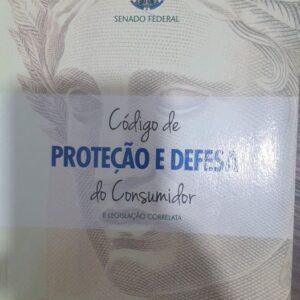 SENADO FEDERAL
Código de
PROTEÇÃO E DEFESA
do Consumidor
E LEGISLAÇÃO CORRELATA